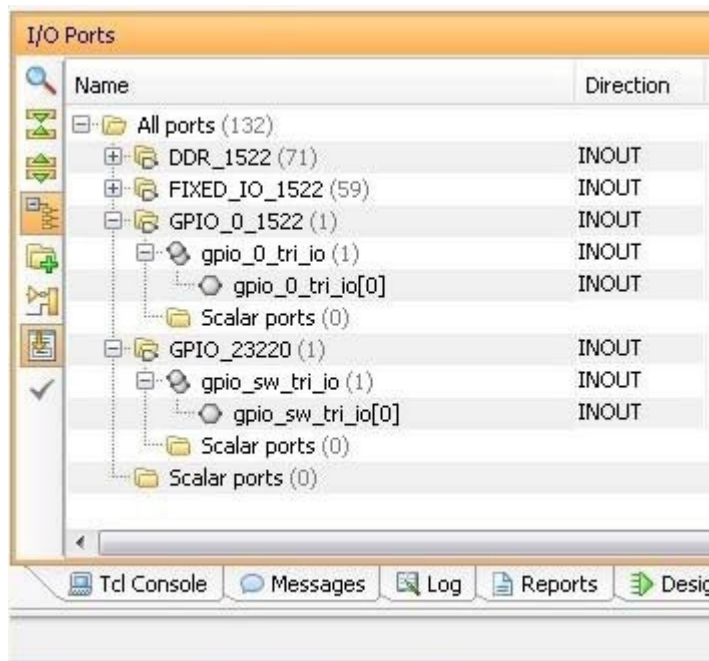 I/O Ports
Name Direction
All ports (132)
DDR_1522 (71) INOUT
FIXED_IO_1522 (59) INOUT
GPIO_0_1522 (1) INOUT
gpio_0_tri_io (1) INOUT
gpio_0_tri_io[0] INOUT
Scalar ports (0)
GPIO_23220 (1) INOUT
gpio_sw_tri_io (1) INOUT
gpio_sw_tri_io[0] INOUT
Scalar ports (0)
Scalar ports (0)
Tcl Console Messages Log Reports Desig